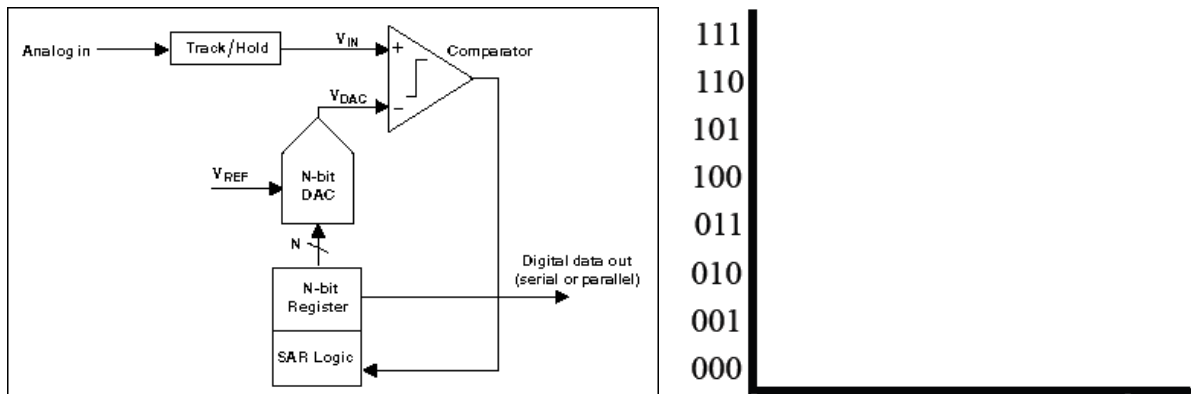 Analog in
Track/Hold
VIN
Comparator
+
VDAC
−
VREF
N-bit
DAC
N
Digital data out
(serial or parallel)
N-bit
Register
SAR Logic
111
110
101
100
011
010
001
000